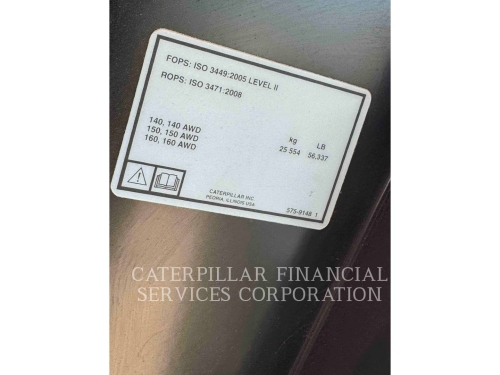 FOPS: ISO 3449:2005 LEVEL II
ROPS: ISO 3471:2008
kg LB
140, 140 AWD
150, 150 AWD 25 554 56,337
160, 160 AWD
CATERPILLAR INC
PEORIA, ILLINOIS USA
575-9148 1
CATERPILLAR FINANCIAL
SERVICES CORPORATION